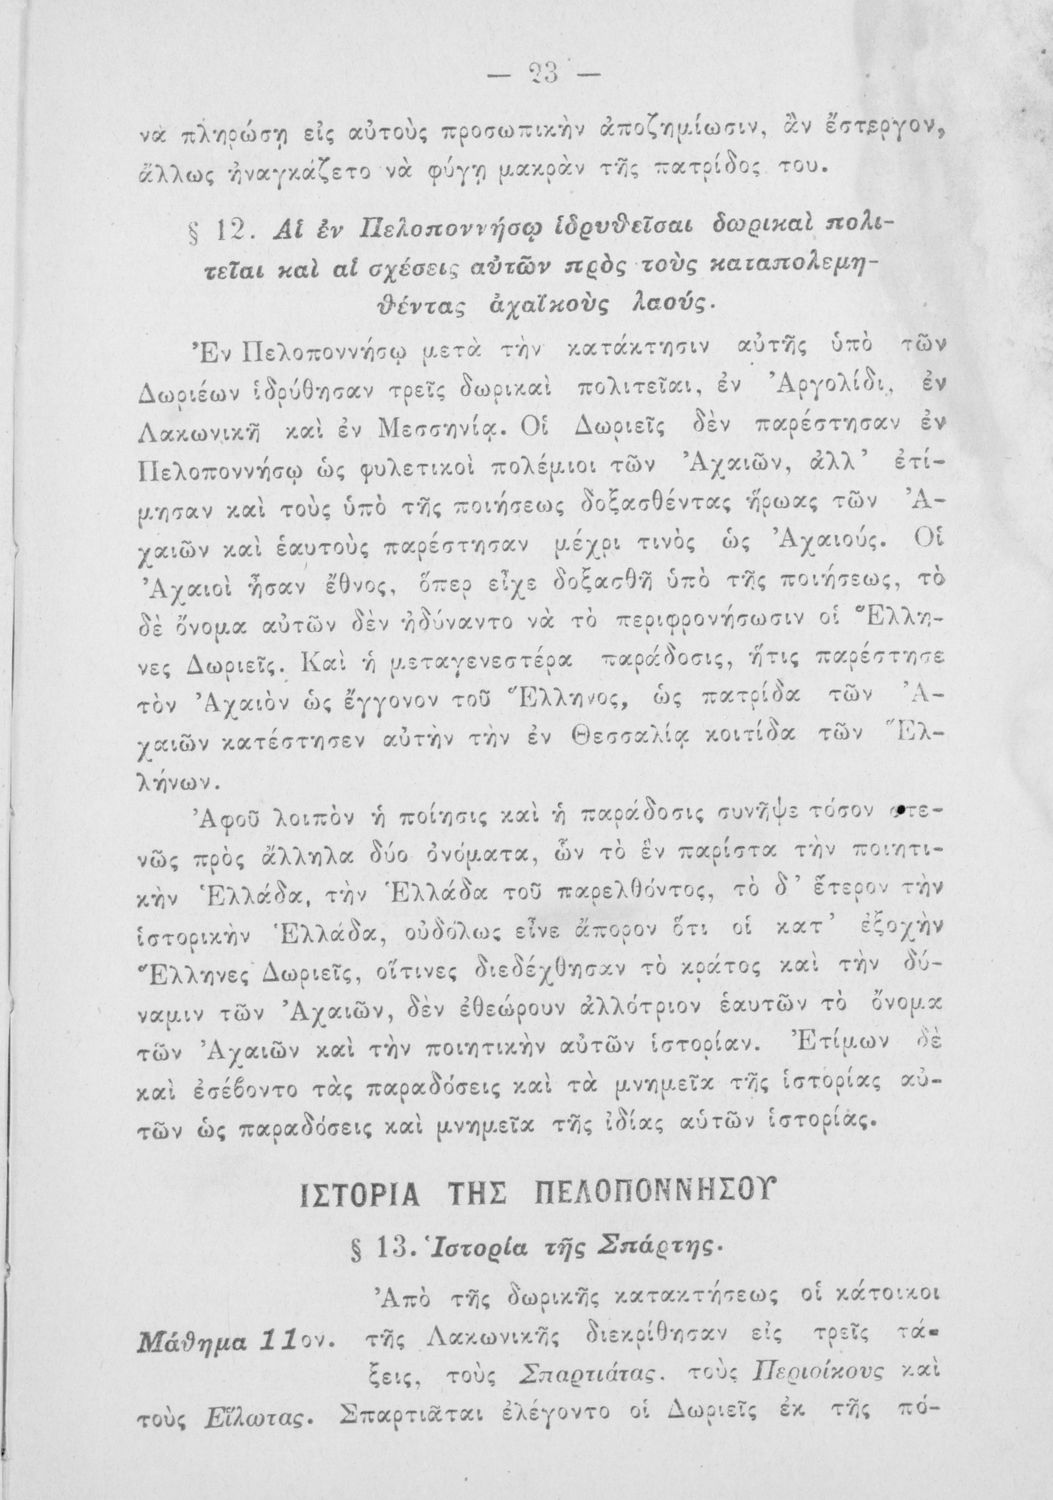 — 23 —
νὰ πληρώσῃ εἰς αὐτοὺς προσωπικὴν ἀποζημίωσιν, ἂν ἔστεργον,
ἄλλως ἠναγκάζετο νὰ φύγῃ μακρὰν τῆς πατρίδος του.
§ 12. Αἱ ἐν Πελοποννήσῳ ἱδρυθεῖσαι δωρικαὶ πολι-
τεῖαι καὶ αἱ σχέσεις αὐτῶν πρὸς τοὺς καταπολεμη-
θέντας ἀχαϊκοὺς λαούς.
Ἐν Πελοποννήσῳ μετὰ τὴν κατάκτησιν αὐτῆς ὑπὸ τῶν
Δωριέων ἱδρύθησαν τρεῖς δωρικαὶ πολιτεῖαι, ἐν Ἀργολίδι, ἐν
Λακωνικῇ καὶ ἐν Μεσσηνίᾳ. Οἱ Δωριεῖς δὲν παρέστησαν ἐν
Πελοποννήσῳ ὡς φυλετικοὶ πολέμιοι τῶν Ἀχαιῶν, ἀλλ' ἐτί-
μησαν καὶ τοὺς ὑπὸ τῆς ποιήσεως δοξασθέντας ἥρωας τῶν Ἀ-
χαιῶν καὶ ἑαυτοὺς παρέστησαν μέχρι τινὸς ὡς Ἀχαιούς. Οἱ
Ἀχαιοὶ ἦσαν ἔθνος, ὅπερ εἶχε δοξασθῆ ὑπὸ τῆς ποιήσεως, τὸ
δὲ ὄνομα αὐτῶν δὲν ἠδύναντο νὰ τὸ περιφρονήσωσιν οἱ Ἕλλη-
νες Δωριεῖς. Καὶ ἡ μεταγενεστέρα παράδοσις, ἥτις παρέστησε
τὸν Ἀχαιὸν ὡς ἔγγονον τοῦ Ἕλληνος, ὡς πατρίδα τῶν Ἀ-
χαιῶν κατέστησεν αὐτὴν τὴν ἐν Θεσσαλίᾳ κοιτίδα τῶν Ἑλ-
λήνων.
Ἀφοῦ λοιπὸν ἡ ποίησις καὶ ἡ παράδοσις συνῆψε τόσον στε-
νῶς πρὸς ἄλληλα δύο ὀνόματα, ὧν τὸ ἓν παρίστα τὴν ποιητι-
κὴν Ἑλλάδα, τὴν Ἑλλάδα τοῦ παρελθόντος, τὸ δ' ἕτερον τὴν
ἱστορικὴν Ἑλλάδα, οὐδόλως εἶνε ἄπορον ὅτι οἱ κατ' ἐξοχὴν
Ἕλληνες Δωριεῖς, οἵτινες διεδέχθησαν τὸ κράτος καὶ τὴν δύ-
ναμιν τῶν Ἀχαιῶν, δὲν ἐθεώρουν ἀλλότριον ἑαυτῶν τὸ ὄνομα
τῶν Ἀχαιῶν καὶ τὴν ποιητικὴν αὐτῶν ἱστορίαν. Ἐτίμων δὲ
καὶ ἐσέβοντο τὰς παραδόσεις καὶ τὰ μνημεῖα τῆς ἱστορίας αὐ-
τῶν ὡς παραδόσεις καὶ μνημεῖα τῆς ἰδίας αὑτῶν ἱστορίας.
ΙΣΤΟΡΙΑ ΤΗΣ ΠΕΛΟΠΟΝΝΗΣΟΥ
§ 13. Ἱστορία τῆς Σπάρτης.
Ἀπὸ τῆς δωρικῆς κατακτήσεως οἱ κάτοικοι
Μάθημα 11ον. τῆς Λακωνικῆς διεκρίθησαν εἰς τρεῖς τά-
ξεις, τοὺς Σπαρτιάτας. τοὺς Περιοίκους καὶ
τοὺς Εἵλωτας. Σπαρτιᾶται ἐλέγοντο οἱ Δωριεῖς ἐκ τῆς πό-